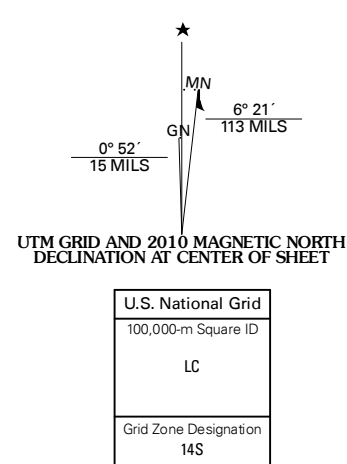 MN
GN
6° 21´
113 MILS
0° 52´
15 MILS
UTM GRID AND 2010 MAGNETIC NORTH
DECLINATION AT CENTER OF SHEET
U.S. National Grid
100,000-m Square ID
LC
Grid Zone Designation
14S